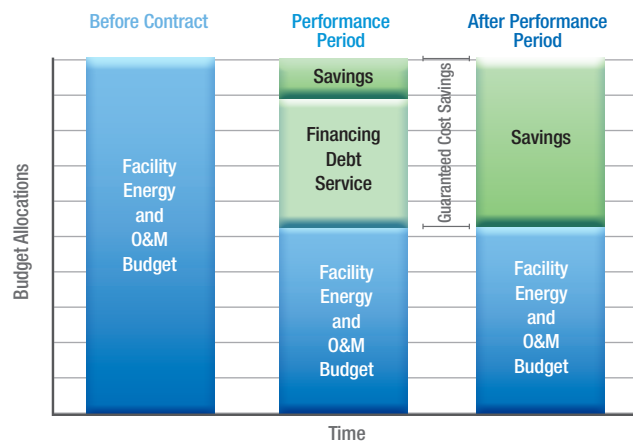 Before Contract
Performance
Period
After Performance
Period
Budget Allocations
Facility
Energy
and
O&M
Budget
Savings
Financing
Debt
Service
Facility
Energy
and
O&M
Budget
Guaranteed Cost Savings
Savings
Facility
Energy
and
O&M
Budget
Time